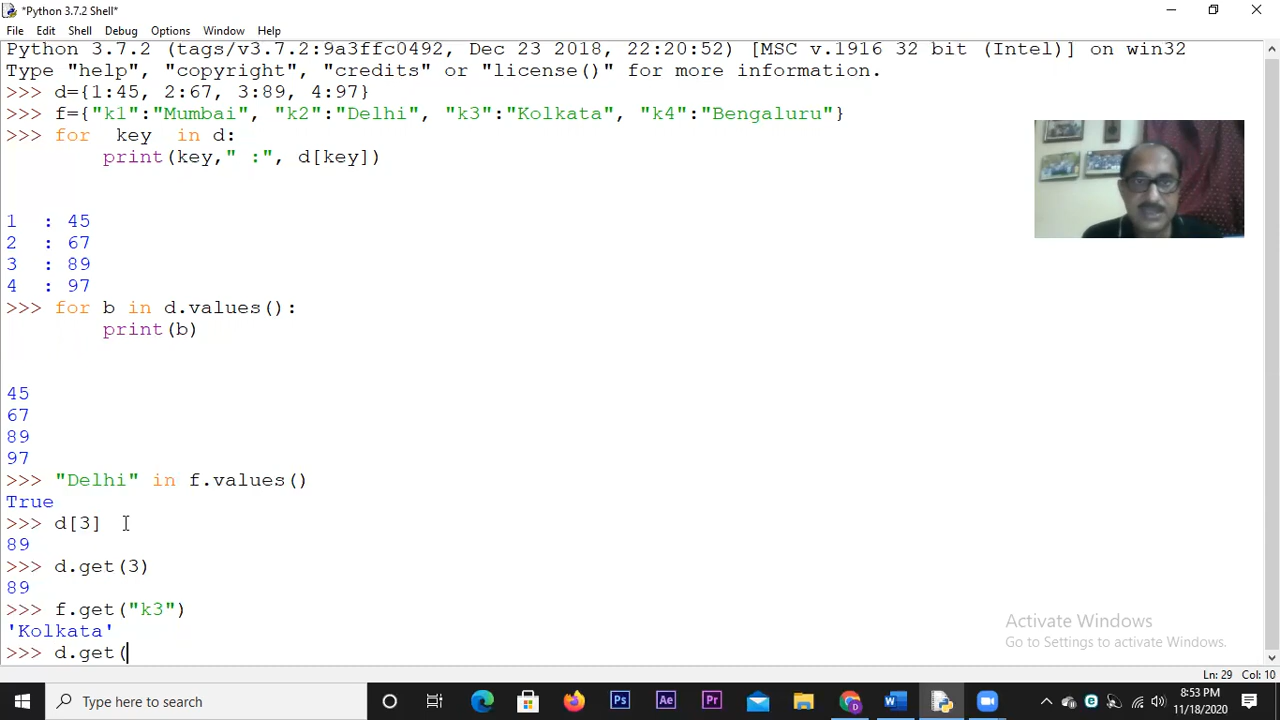 *Python 3.7.2 Shell*
File Edit Shell Debug Options Window Help
Python 3.7.2 (tags/v3.7.2:9a3ffc0492, Dec 23 2018, 22:20:52) [MSC v.1916 32 bit (Intel)] on win32
Type "help", "copyright", "credits" or "license()" for more information.
>>> d={1:45, 2:67, 3:89, 4:97}
>>> f={"k1":"Mumbai", "k2":"Delhi", "k3":"Kolkata", "k4":"Bengaluru"}
>>> for  key  in d:
        print(key," :", d[key])
1  : 45
2  : 67
3  : 89
4  : 97
>>> for b in d.values():
        print(b)
45
67
89
97
>>> "Delhi" in f.values()
True
>>> d[3]
89
>>> d.get(3)
89
>>> f.get("k3")
'Kolkata'
>>> d.get(
Activate Windows
Go to Settings to activate Windows.
Ln: 29 Col: 10
Type here to search
Ps Ae Pr
8:53 PM
11/18/2020